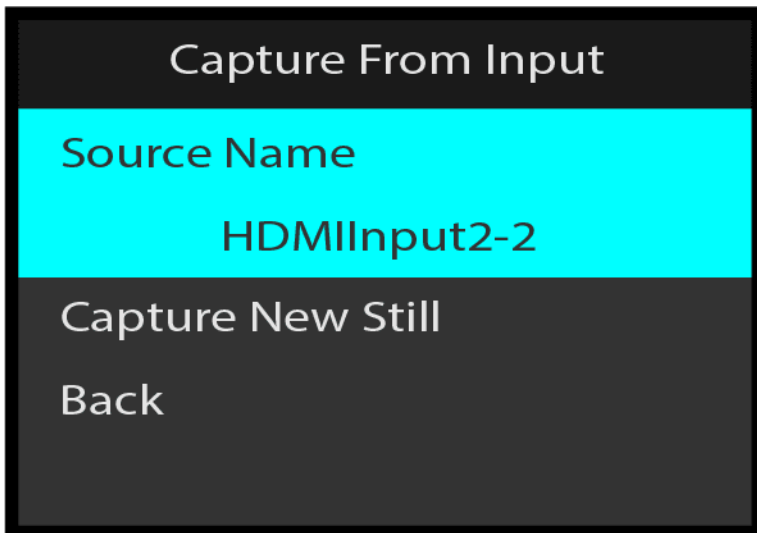 Capture From Input
Source Name
HDMIInput2-2
Capture New Still
Back